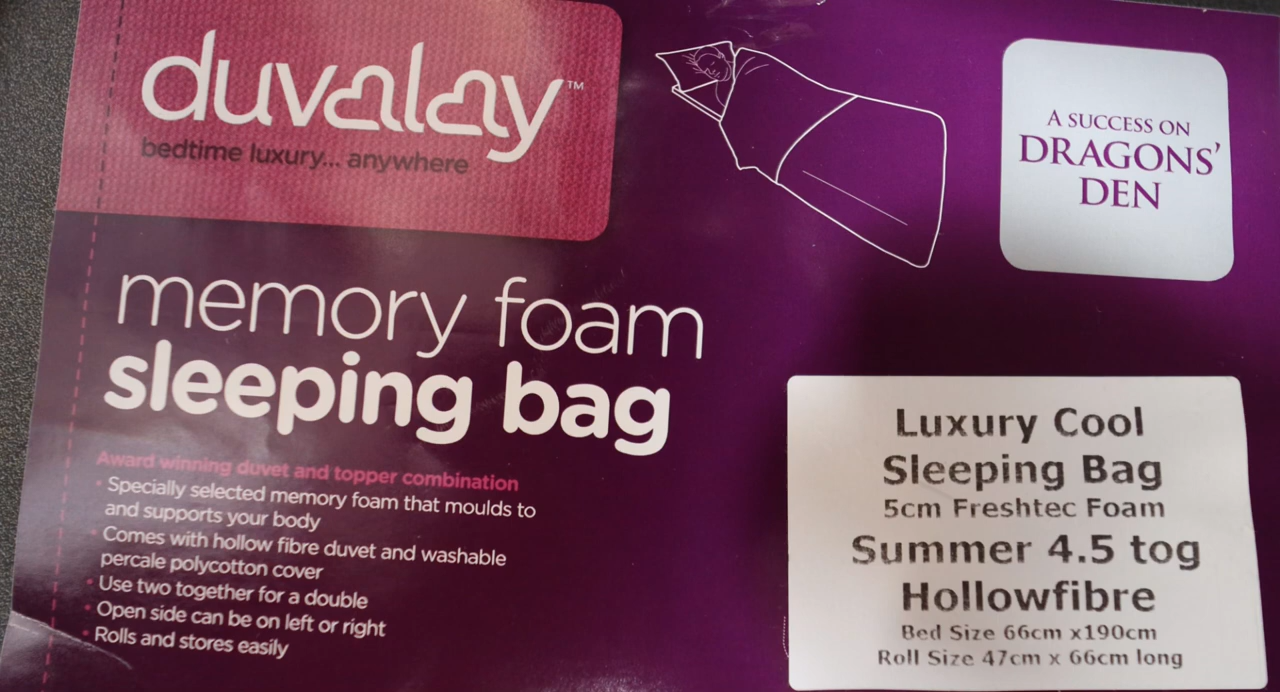 duvalay™
bedtime luxury... anywhere
A SUCCESS ON
DRAGONS'
DEN
memory foam
sleeping bag
Award winning duvet and topper combination
• Specially selected memory foam that moulds to
and supports your body
• Comes with hollow fibre duvet and washable
percale polycotton cover
• Use two together for a double
• Open side can be on left or right
• Rolls and stores easily
Luxury Cool
Sleeping Bag
5cm Freshtec Foam
Summer 4.5 tog
Hollowfibre
Bed Size 66cm x190cm
Roll Size 47cm x 66cm long